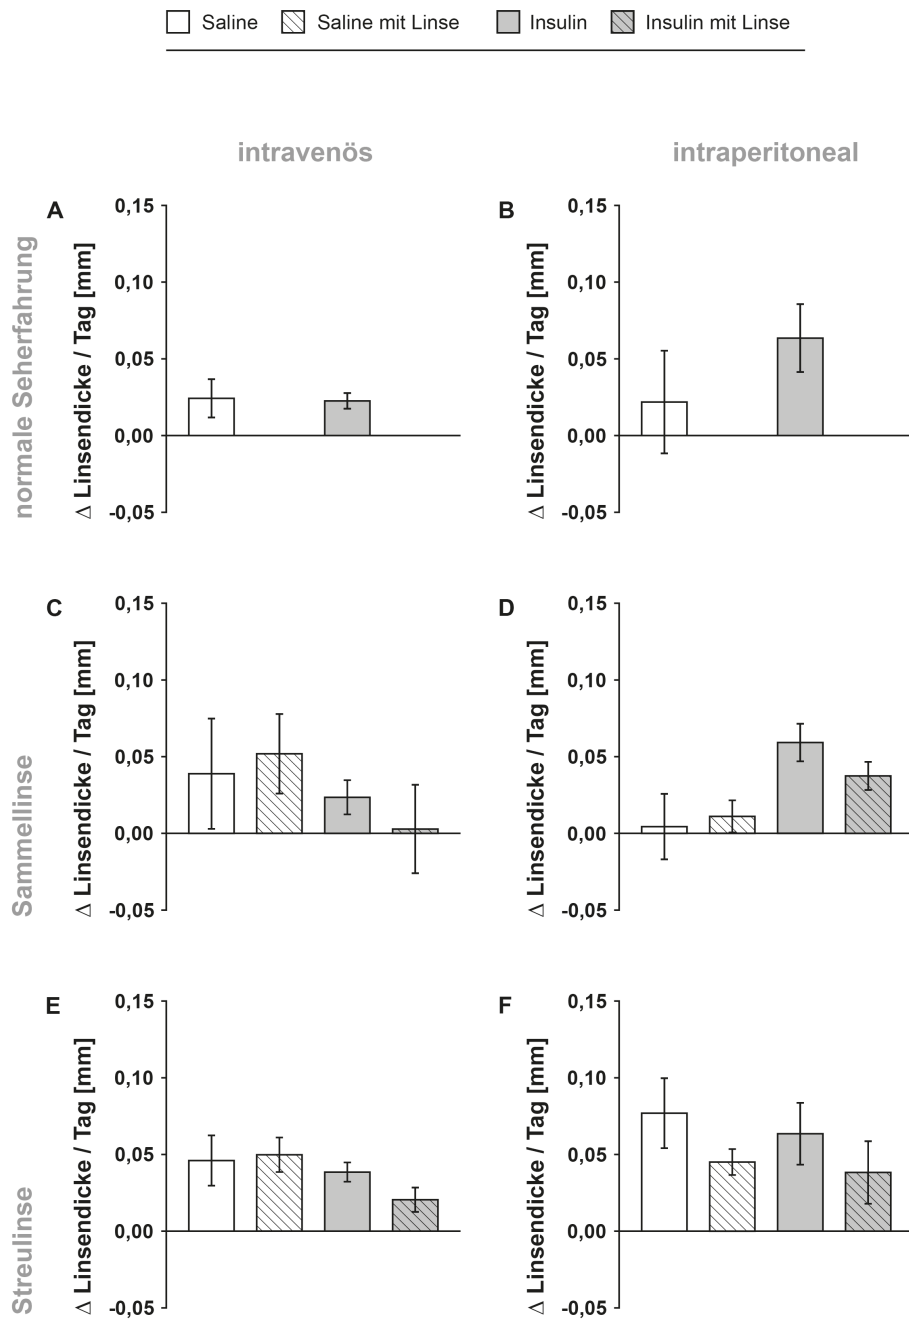 Saline Saline mit Linse Insulin Insulin mit Linse
intravenös intraperitoneal
normale Seherfahrung
A
Δ Linsendicke / Tag [mm]
0,15
0,10
0,05
0,00
-0,05
B
Δ Linsendicke / Tag [mm]
0,15
0,10
0,05
0,00
-0,05
Sammellinse
C
Δ Linsendicke / Tag [mm]
0,15
0,10
0,05
0,00
-0,05
D
Δ Linsendicke / Tag [mm]
0,15
0,10
0,05
0,00
-0,05
Streulinse
E
Δ Linsendicke / Tag [mm]
0,15
0,10
0,05
0,00
-0,05
F
Δ Linsendicke / Tag [mm]
0,15
0,10
0,05
0,00
-0,05